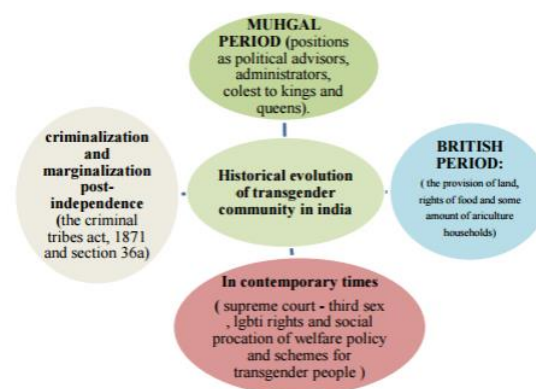 MUHGAL
PERIOD (positions
as political advisors,
administrators,
colest to kings and
queens).
criminalization
and
marginalization
post-
independence
(the criminal
tribes act, 1871
and section 36a)
Historical evolution
of transgender
community in india
BRITISH
PERIOD:
( the provision of land,
rights of food and some
amount of ariculture
households)
In contemporary times
( supreme court - third sex
, lgbti rights and social
procation of welfare policy
and schemes for
transgender people )